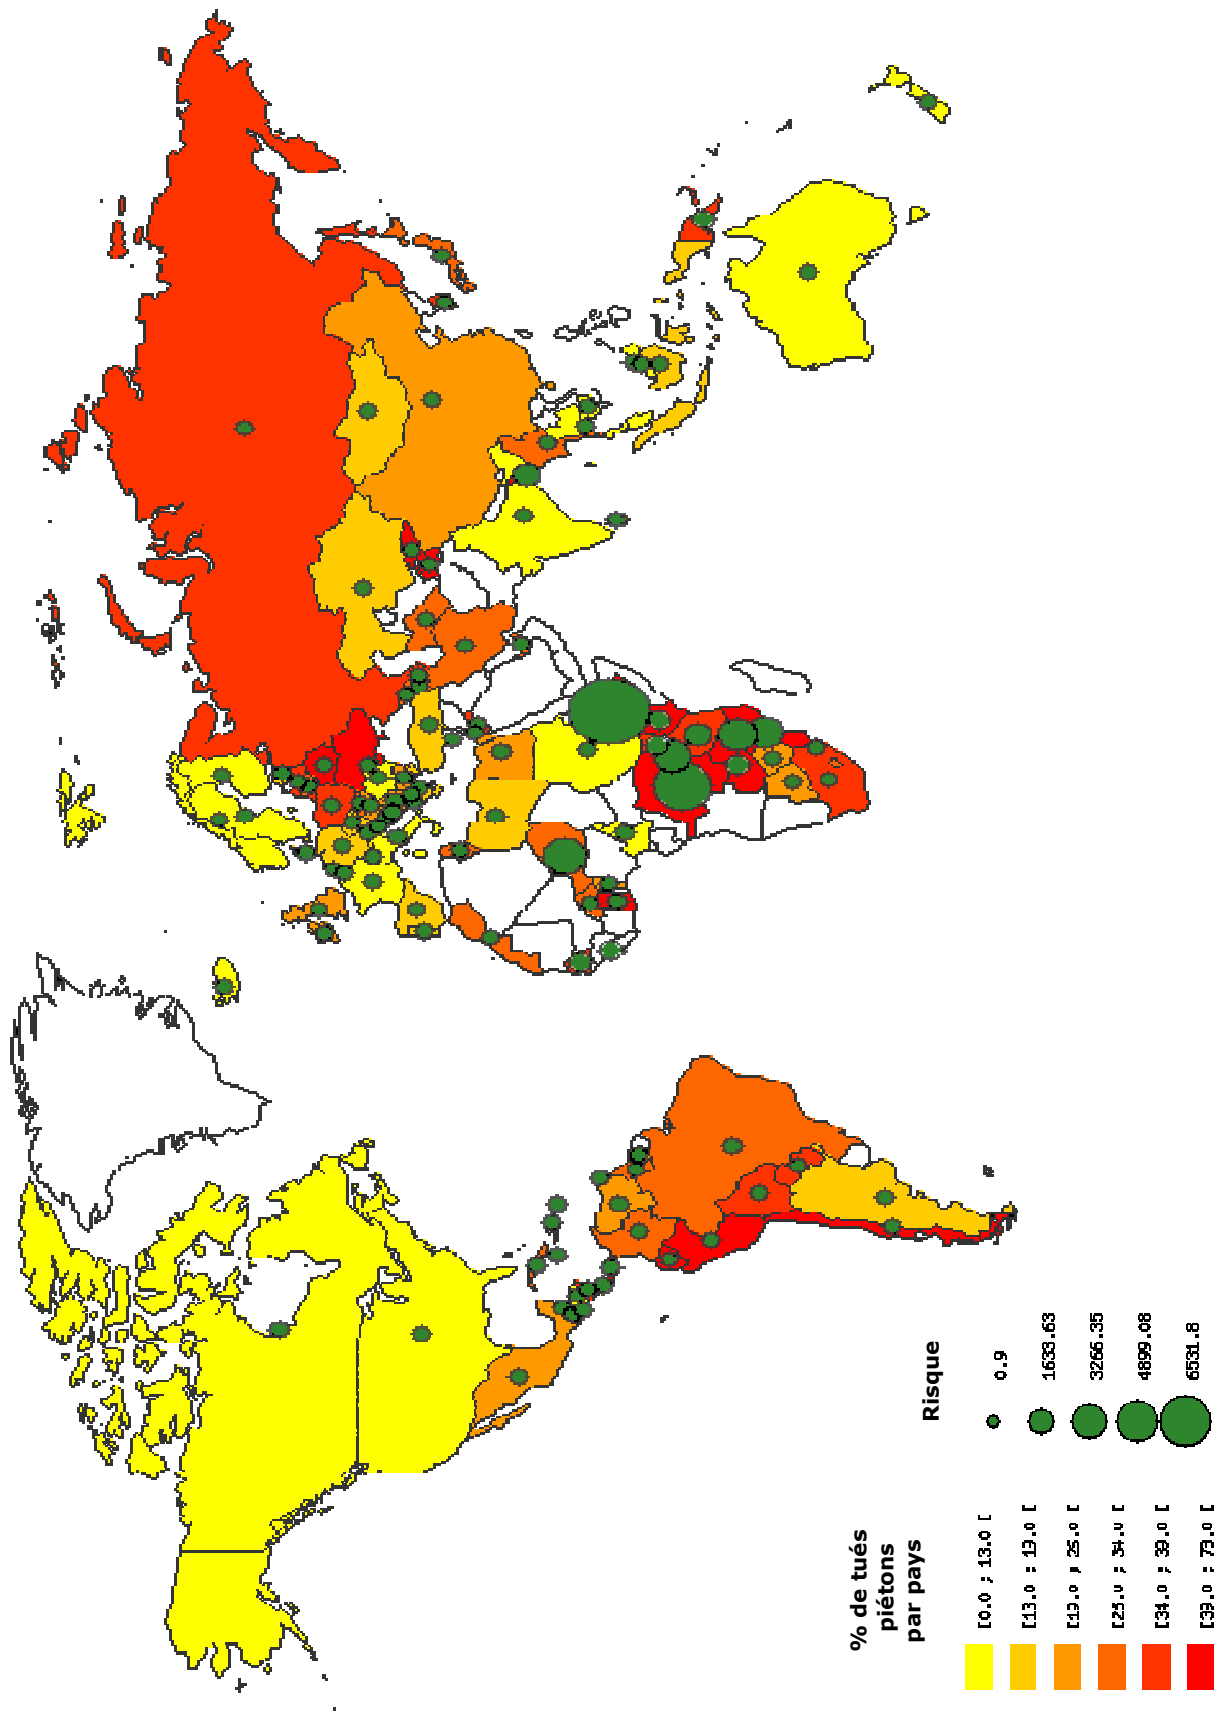 % de tués
piétons
par pays
[0.0 ; 13.0 [
[13.0 ; 19.0 [
[19.0 ; 25.0 [
[25.0 ; 34.0 [
[34.0 ; 39.0 [
[39.0 ; 73.0 [
Risque
0.9
1633.63
3266.35
4899.08
6531.8